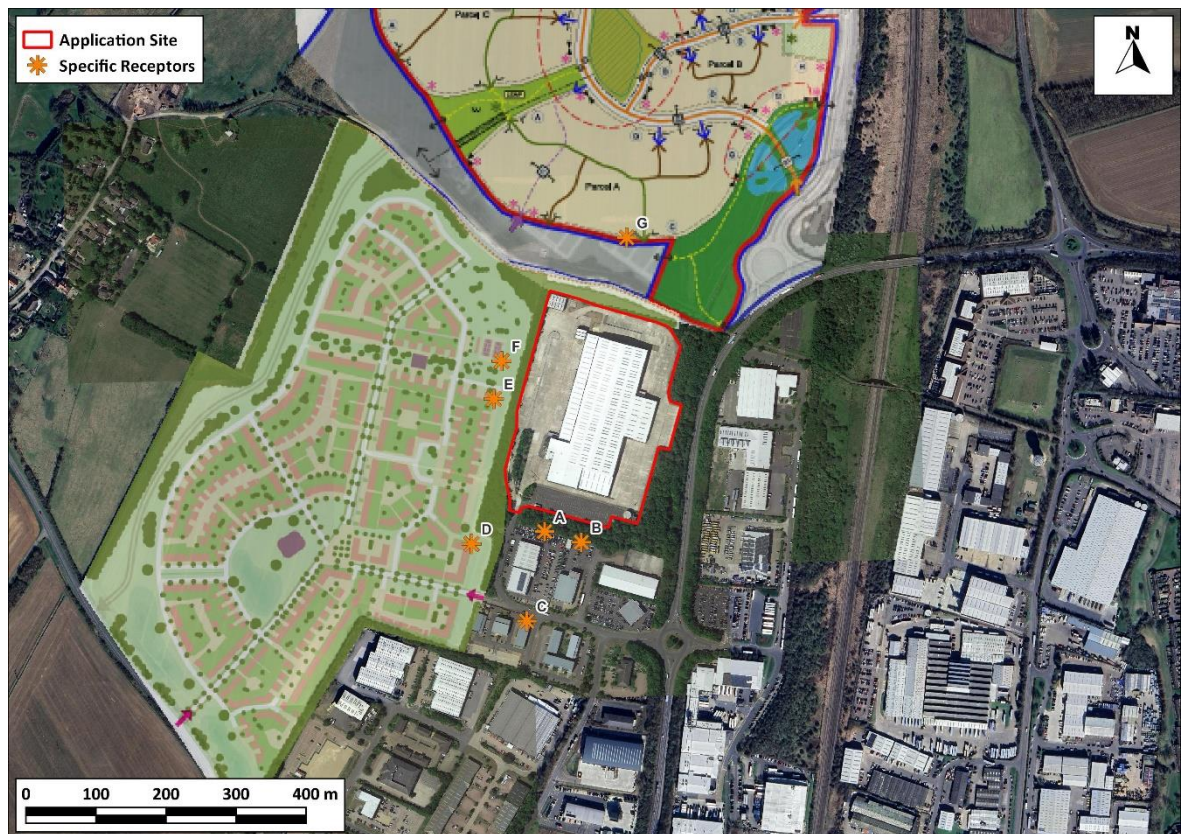 Application Site
Specific Receptors
N
Parcel C
Parcel B
Parcel A
G
F
E
D
A
B
C
0 100 200 300 400 m